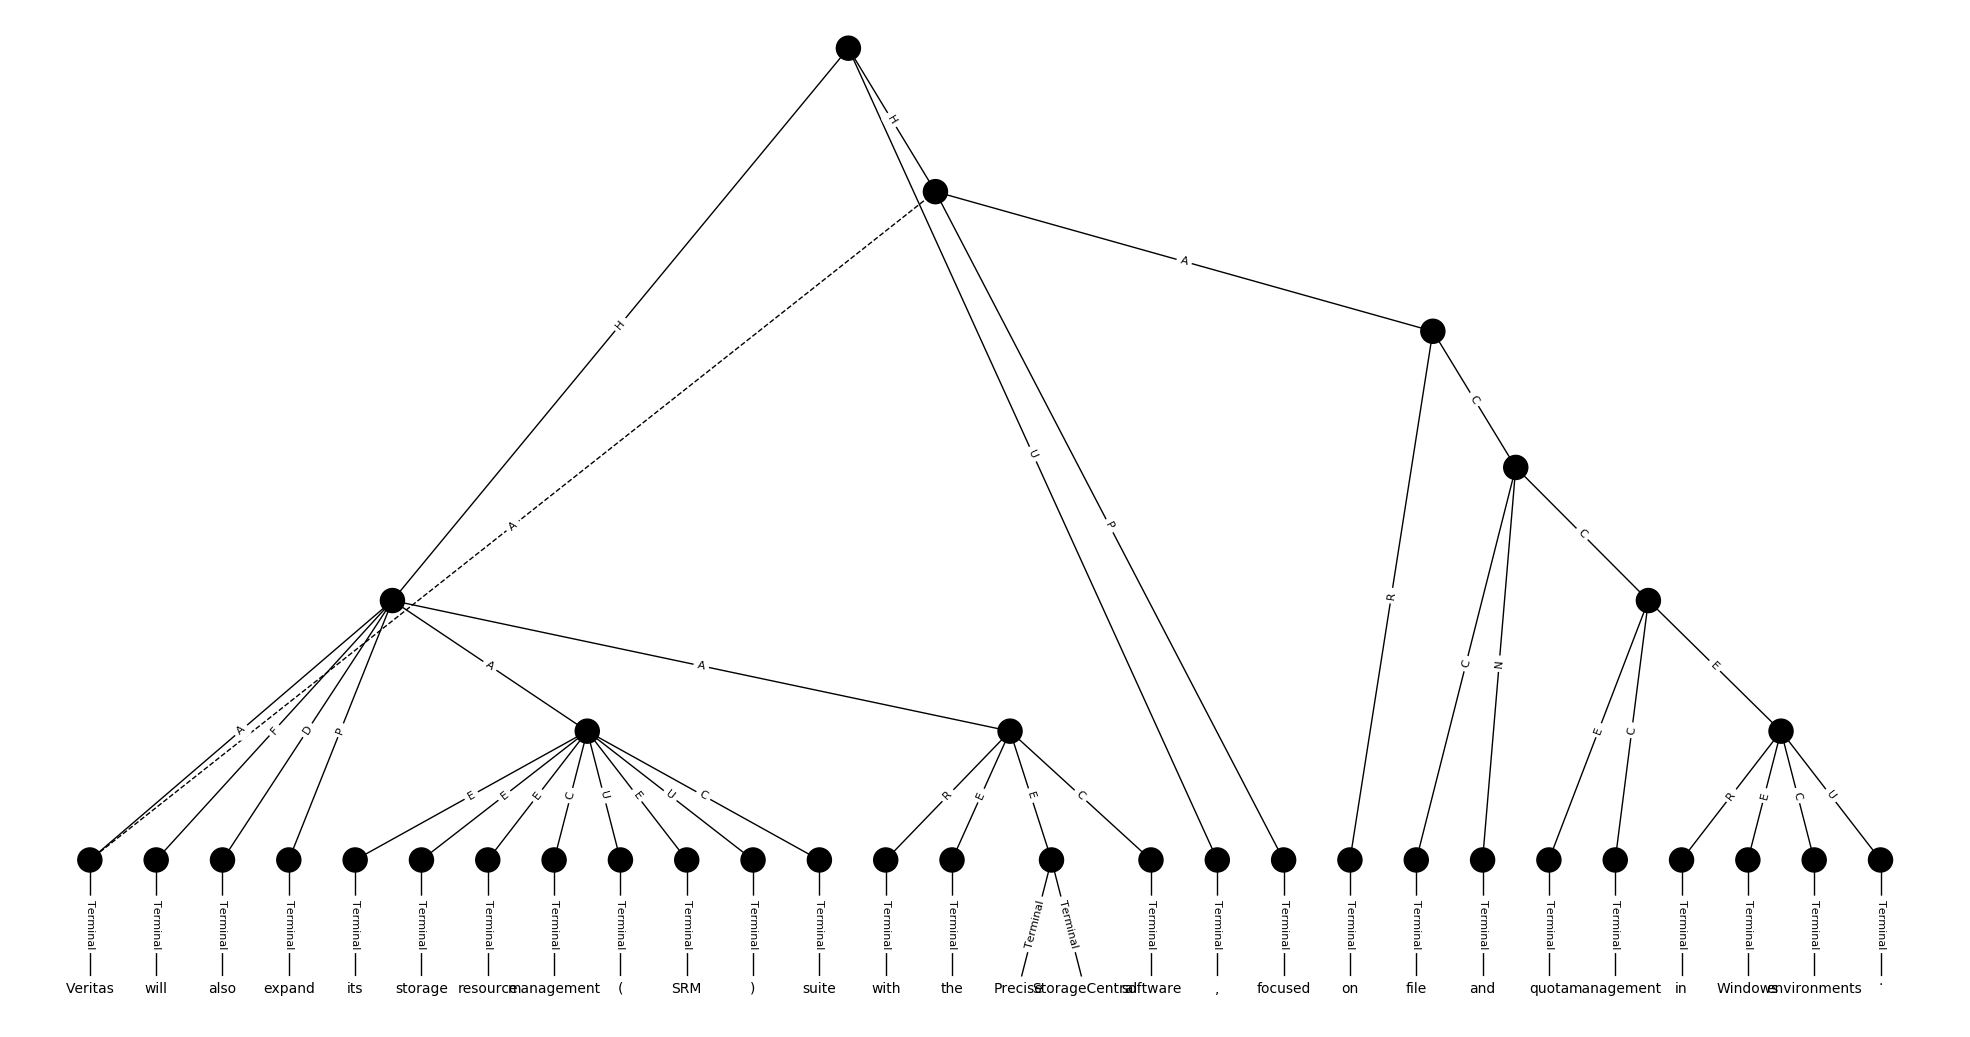 H
H
A
H
C
U
A
P
C
R
A
A
C
N
E
A
F
D
P
E
C
E
E
E
C
U
E
U
C
R
E
E
C
R
E
C
U
Terminal Terminal Terminal Terminal Terminal Terminal Terminal Terminal Terminal Terminal Terminal Terminal Terminal Terminal Terminal Terminal Terminal Terminal Terminal Terminal Terminal Terminal Terminal Terminal Terminal Terminal Terminal Terminal
Veritas will also expand its storage resource management ( SRM ) suite with the Precise StorageCentral software , focused on file and quota management in Windows environments .